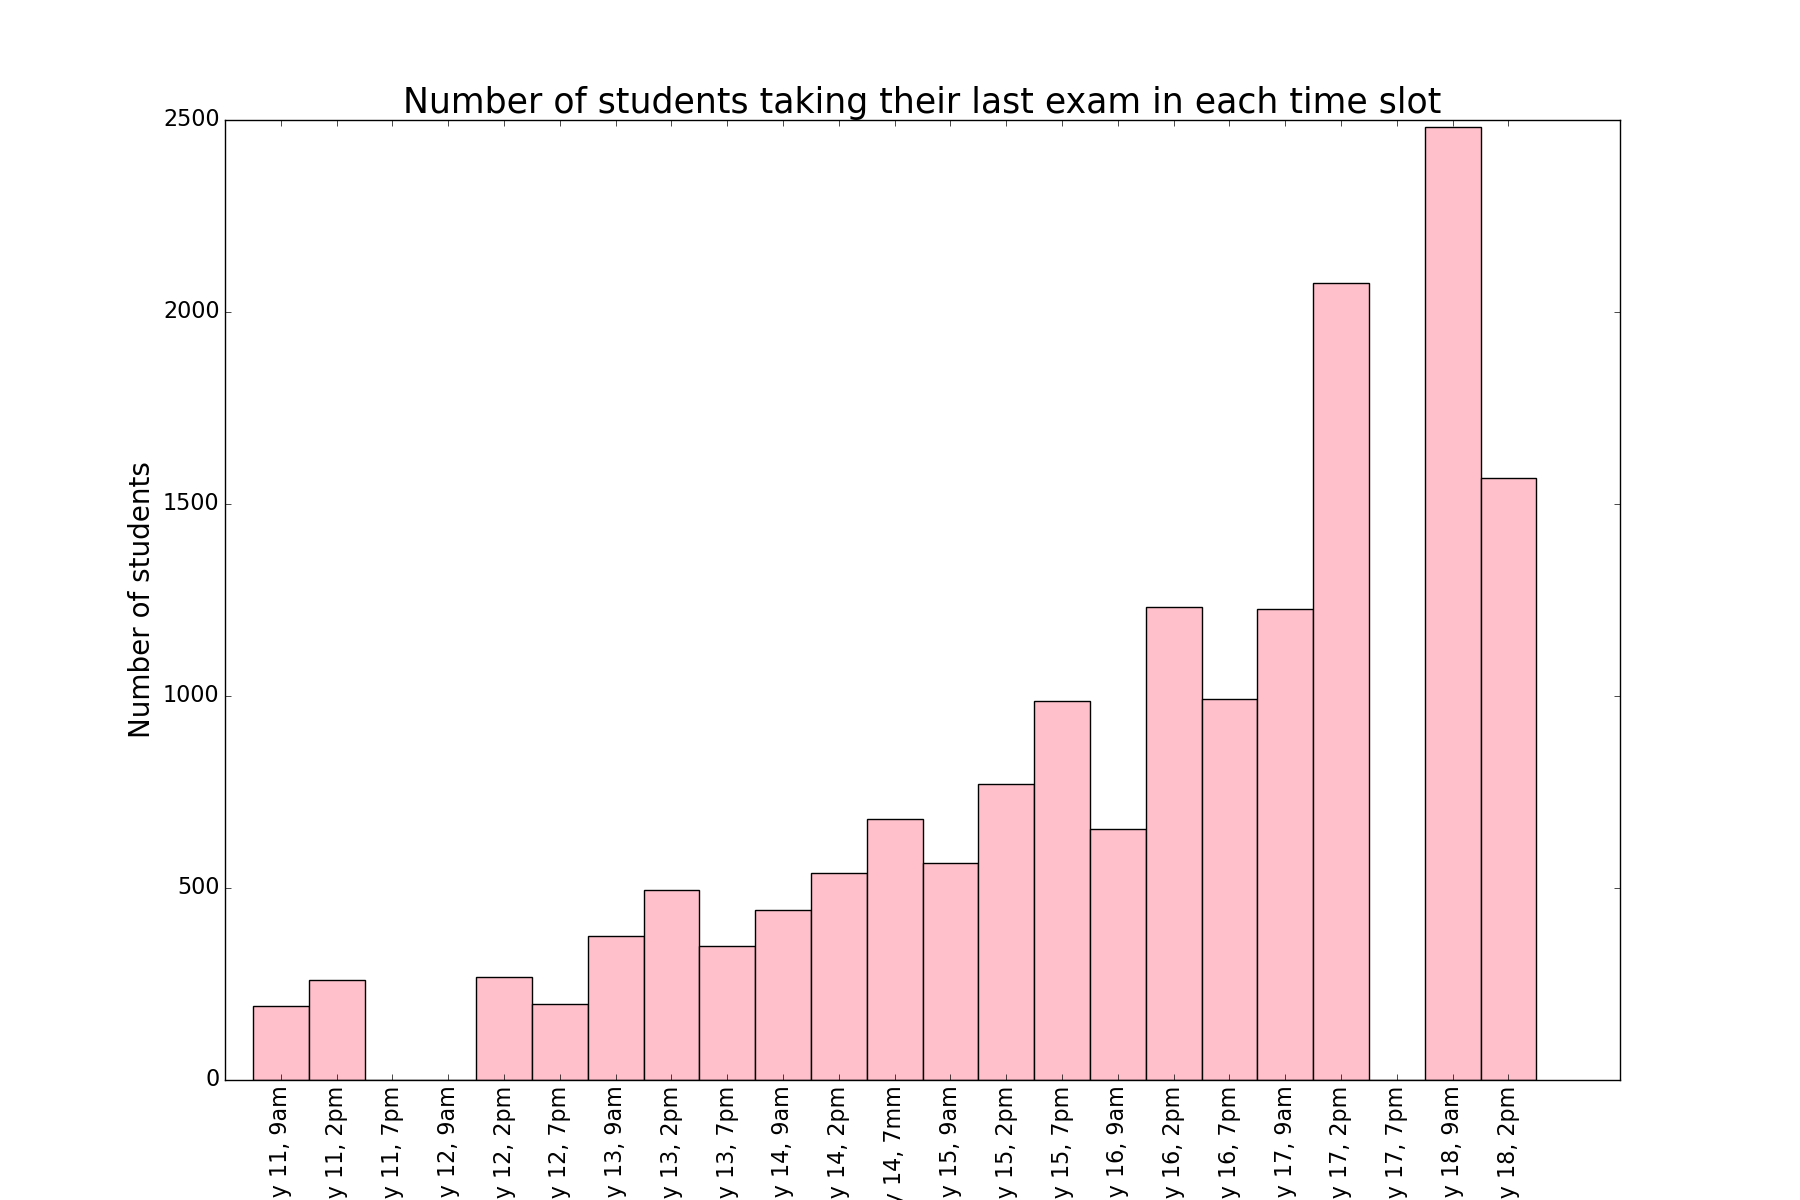 Number of students taking their last exam in each time slot
2500
2000
1500
1000
500
0
Number of students
y 11, 9am
y 11, 2pm
y 11, 7pm
y 12, 9am
y 12, 2pm
y 12, 7pm
y 13, 9am
y 13, 2pm
y 13, 7pm
y 14, 9am
y 14, 2pm
y 14, 7mm
y 15, 9am
y 15, 2pm
y 15, 7pm
y 16, 9am
y 16, 2pm
y 16, 7pm
y 17, 9am
y 17, 2pm
y 17, 7pm
y 18, 9am
y 18, 2pm